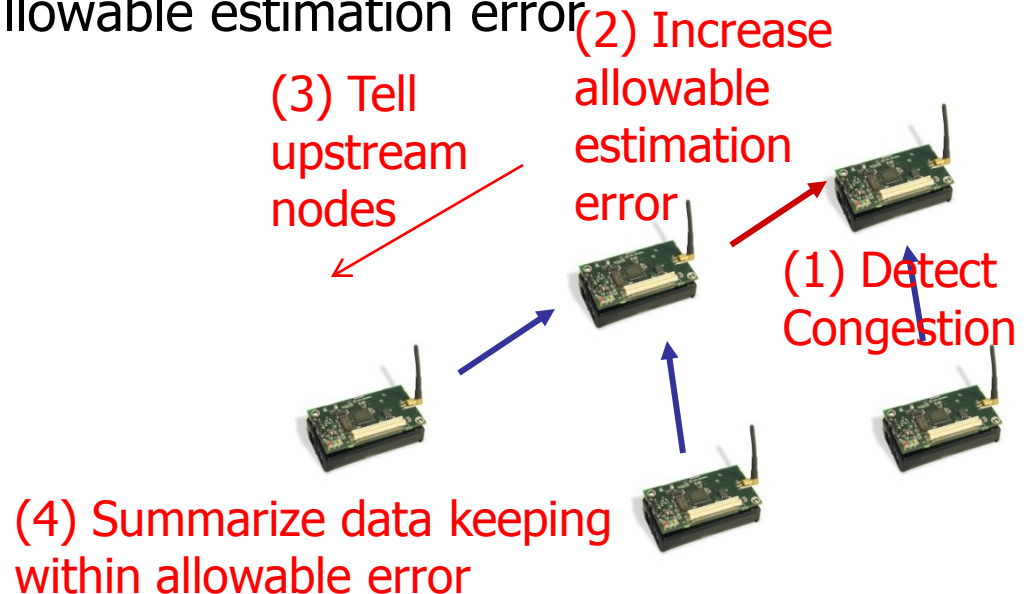 llowable estimation error
(2) Increase
allowable
estimation
error
(3) Tell
upstream
nodes
(1) Detect
Congestion
(4) Summarize data keeping
within allowable error